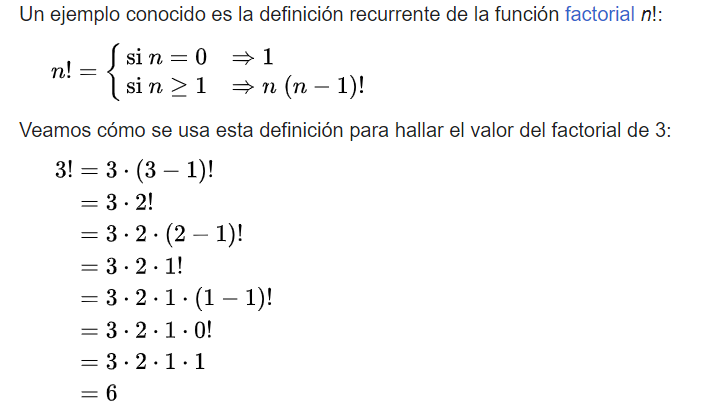 Un ejemplo conocido es la definición recurrente de la función factorial n!:
n! = { si n = 0 ⇒ 1
si n ≥ 1 ⇒ n (n − 1)!
Veamos cómo se usa esta definición para hallar el valor del factorial de 3:
3! = 3 · (3 − 1)!
= 3 · 2!
= 3 · 2 · (2 − 1)!
= 3 · 2 · 1!
= 3 · 2 · 1 · (1 − 1)!
= 3 · 2 · 1 · 0!
= 3 · 2 · 1 · 1
= 6